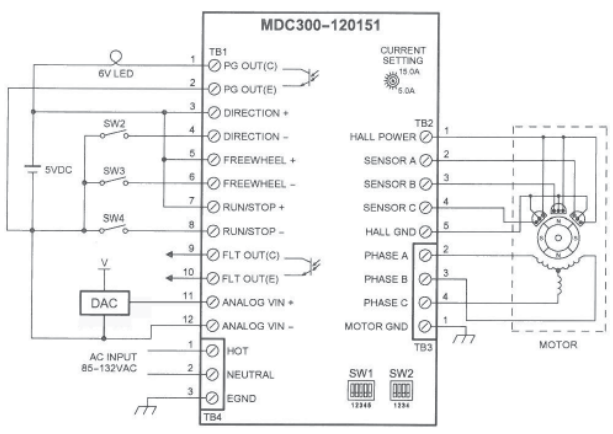 MDC300-120151
TB1
CURRENT
SETTING
15.0A
5.0A
6V LED
1 PG OUT(C)
2 PG OUT(E)
3 DIRECTION +
SW2
4 DIRECTION -
5VDC
5 FREEWHEEL +
SW3
6 FREEWHEEL -
7 RUN/STOP +
SW4
8 RUN/STOP -
9 FLT OUT(C)
10 FLT OUT(E)
V
DAC
11 ANALOG VIN +
12 ANALOG VIN -
AC INPUT
85-132VAC
1 HOT
2 NEUTRAL
3 EGND
TB4
TB2
HALL POWER 1
SENSOR A 2
SENSOR B 3
SENSOR C 4
HALL GND 5
PHASE A 2
PHASE B 3
PHASE C 4
MOTOR GND 1
TB3
N
S S
N
MOTOR
SW1 SW2
12345 1234